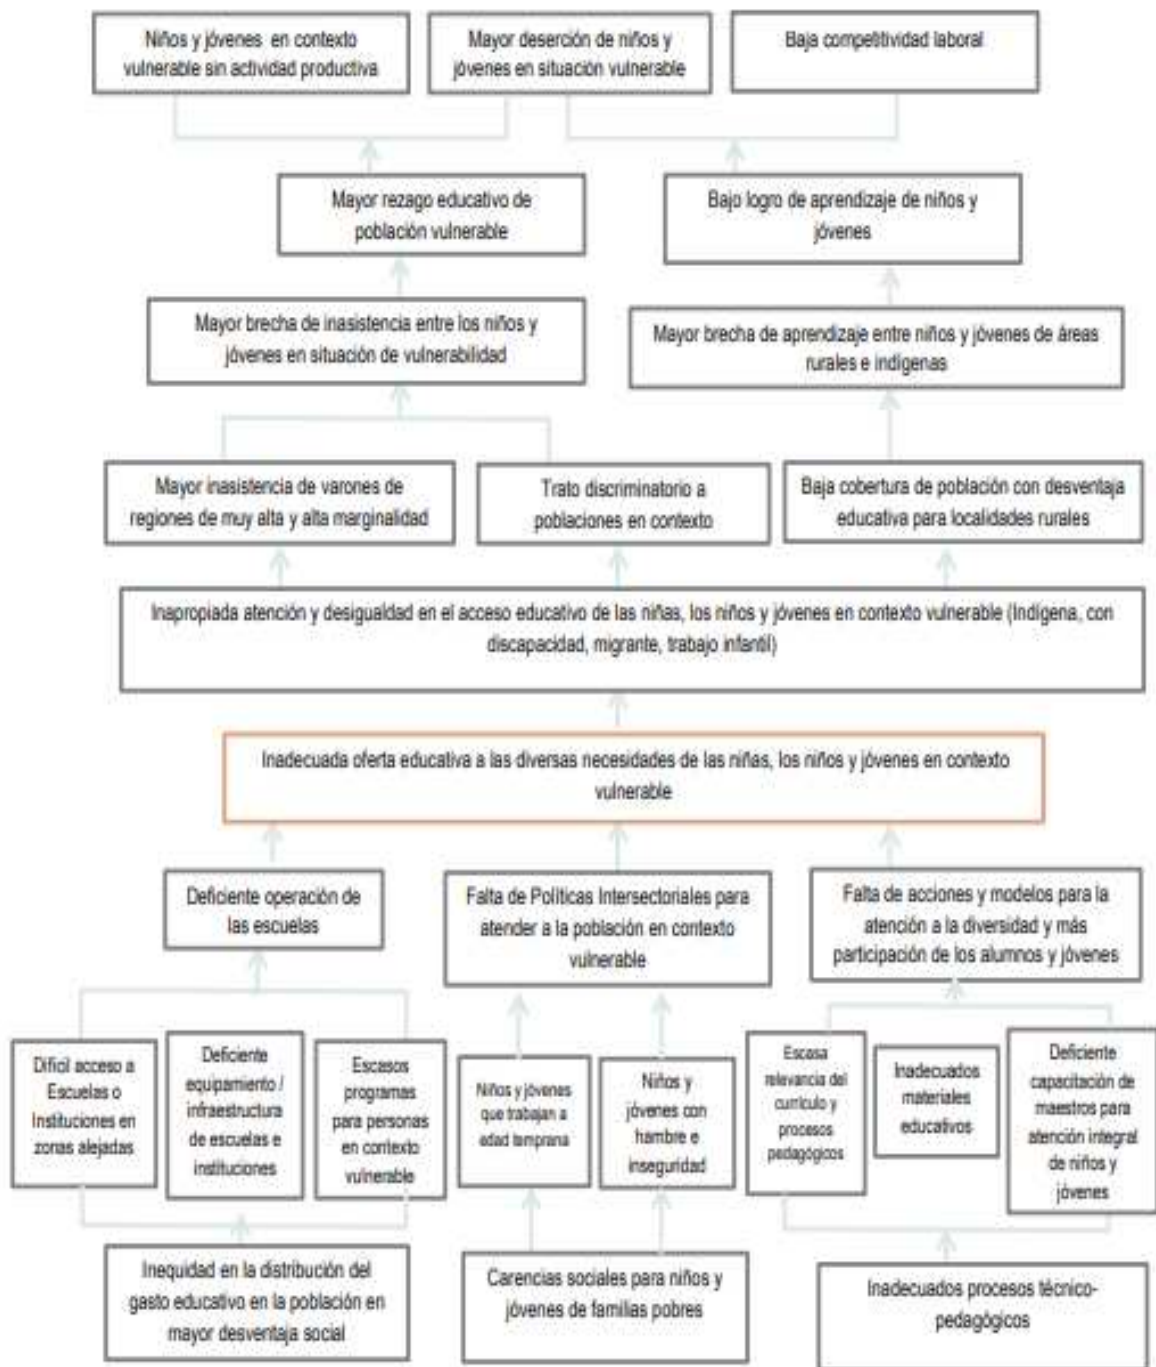 Niños y jóvenes en contexto
vulnerable sin actividad productiva
Mayor deserción de niños y
jóvenes en situación vulnerable
Baja competitividad laboral
Mayor rezago educativo de
población vulnerable
Bajo logro de aprendizaje de niños y
jóvenes
Mayor brecha de inasistencia entre los niños y
jóvenes en situación de vulnerabilidad
Mayor brecha de aprendizaje entre niños y jóvenes de áreas
rurales e indígenas
Mayor inasistencia de varones de
regiones de muy alta y alta marginalidad
Trato discriminatorio a
poblaciones en contexto
Baja cobertura de población con desventaja
educativa para localidades rurales
Inapropiada atención y desigualdad en el acceso educativo de las niñas, los niños y jóvenes en contexto vulnerable (Indígena, con
discapacidad, migrante, trabajo infantil)
Inadecuada oferta educativa a las diversas necesidades de las niñas, los niños y jóvenes en contexto
vulnerable
Deficiente operación de
las escuelas
Falta de Políticas Intersectoriales para
atender a la población en contexto
vulnerable
Falta de acciones y modelos para la
atención a la diversidad y más
participación de los alumnos y jóvenes
Difícil acceso a
Escuelas o
Instituciones en
zonas alejadas
Deficiente
equipamiento /
infraestructura
de escuelas e
instituciones
Escasos
programas
para personas
en contexto
vulnerable
Niños y jóvenes
que trabajan a
edad temprana
Niños y
jóvenes con
hambre e
inseguridad
Escasa
relevancia del
currículo y
procesos
pedagógicos
Inadecuados
materiales
educativos
Deficiente
capacitación de
maestros para
atención integral
de niños y
jóvenes
Inequidad en la distribución del
gasto educativo en la población en
mayor desventaja social
Carencias sociales para niños y
jóvenes de familias pobres
Inadecuados procesos técnico-
pedagógicos